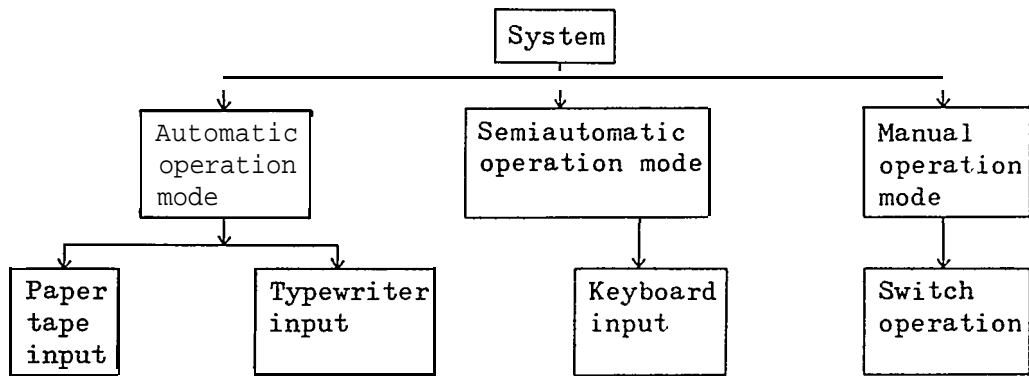 System
Automatic
operation
mode
Semiautomatic
operation mode
Manual
operation
mode
Paper
tape
input
Typewriter
input
Keyboard
input
Switch
operation